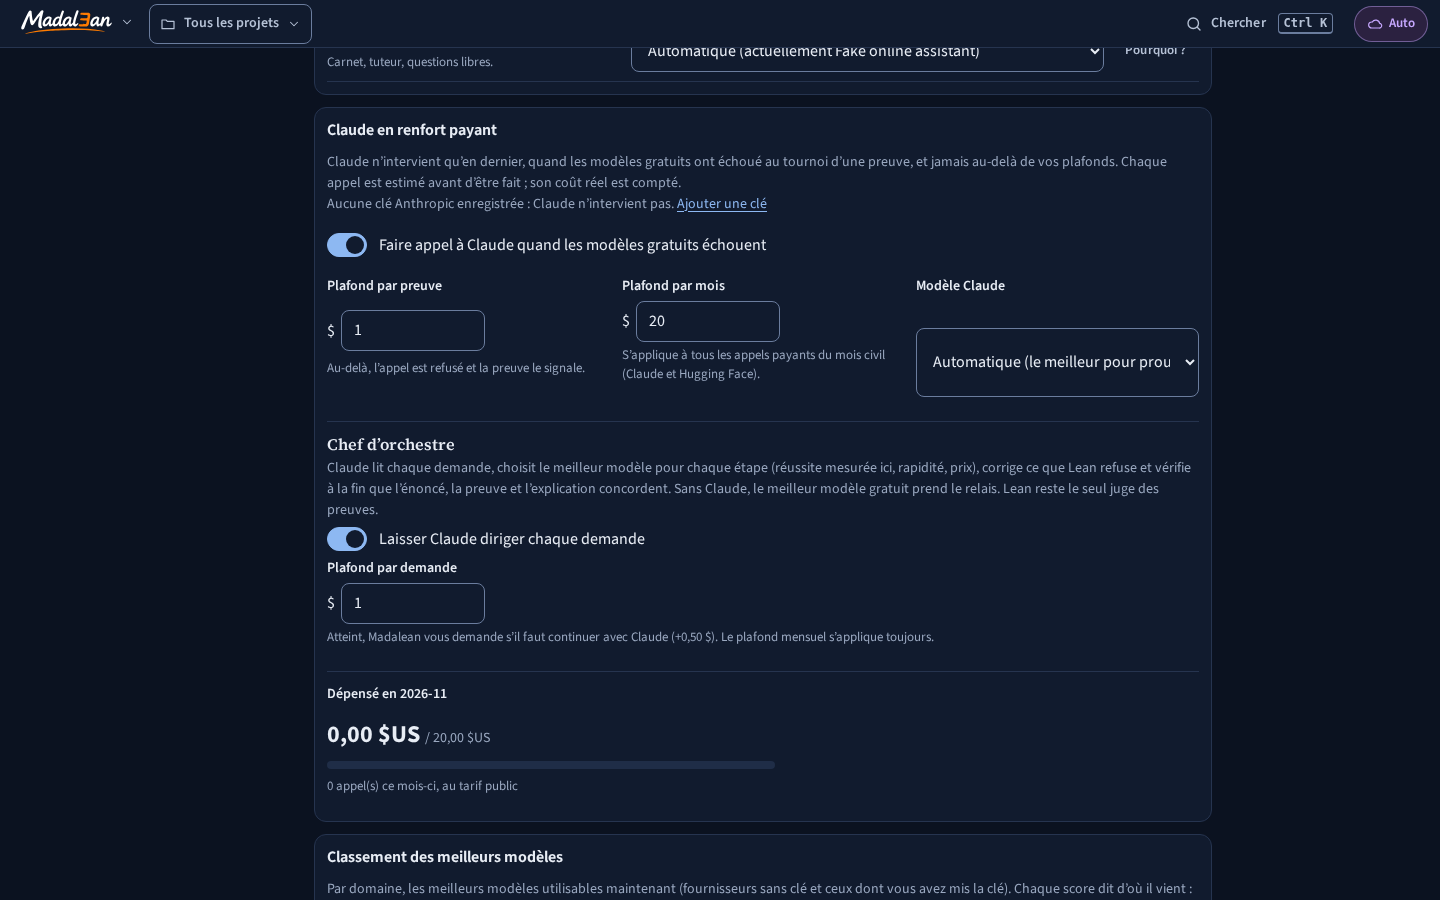 Madal3an
Tous les projets
Chercher
Ctrl K
Auto
Automatique (actuellement Fake online assistant)
Pourquoi ?
Carnet, tuteur, questions libres.
Claude en renfort payant
Claude n’intervient qu’en dernier, quand les modèles gratuits ont échoué au tournoi d’une preuve, et jamais au-delà de vos plafonds. Chaque
appel est estimé avant d’être fait ; son coût réel est compté.
Aucune clé Anthropic enregistrée : Claude n’intervient pas. Ajouter une clé
Faire appel à Claude quand les modèles gratuits échouent
Plafond par preuve
$ 1
Au-delà, l’appel est refusé et la preuve le signale.
Plafond par mois
$ 20
S’applique à tous les appels payants du mois civil
(Claude et Hugging Face).
Modèle Claude
Automatique (le meilleur pour prou
Chef d’orchestre
Claude lit chaque demande, choisit le meilleur modèle pour chaque étape (réussite mesurée ici, rapidité, prix), corrige ce que Lean refuse et vérifie
à la fin que l’énoncé, la preuve et l’explication concordent. Sans Claude, le meilleur modèle gratuit prend le relais. Lean reste le seul juge des
preuves.
Laisser Claude diriger chaque demande
Plafond par demande
$ 1
Atteint, Madalean vous demande s’il faut continuer avec Claude (+0,50 $). Le plafond mensuel s’applique toujours.
Dépensé en 2026-11
0,00 $US / 20,00 $US
0 appel(s) ce mois-ci, au tarif public
Classement des meilleurs modèles
Par domaine, les meilleurs modèles utilisables maintenant (fournisseurs sans clé et ceux dont vous avez mis la clé). Chaque score dit d’où il vient :